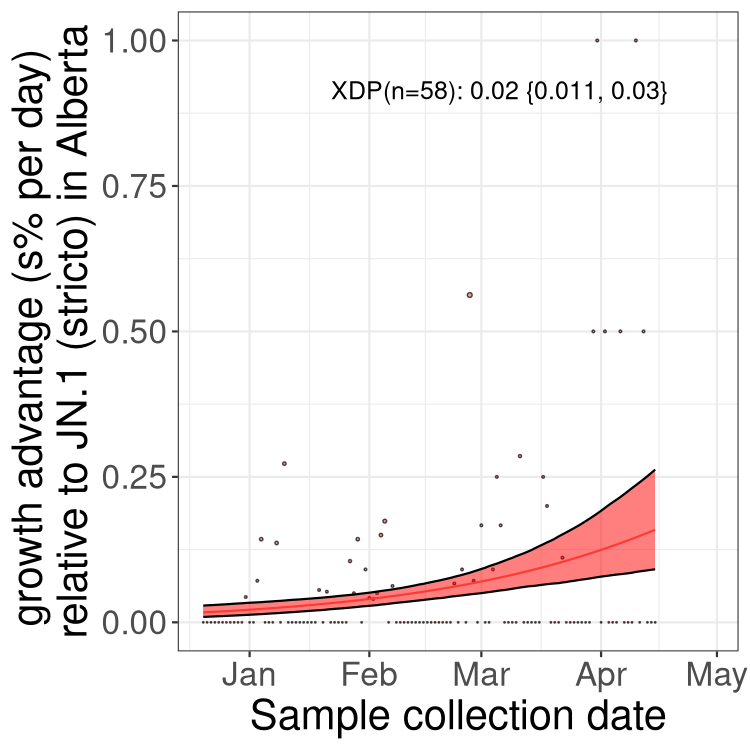 growth advantage (s% per day)
relative to JN.1 (stricto) in Alberta
1.00
0.75
0.50
0.25
0.00
XDP(n=58): 0.02 {0.011, 0.03}
Jan Feb Mar Apr May
Sample collection date